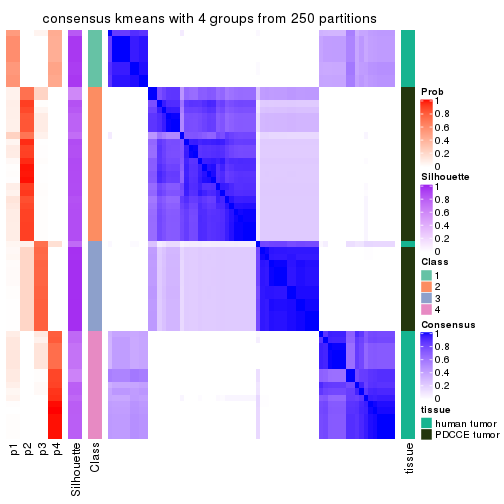 consensus kmeans with 4 groups from 250 partitions
Prob
1
0.8
0.6
0.4
0.2
0
Silhouette
1
0.8
0.6
0.4
0.2
0
Class
1
2
3
4
Consensus
1
0.8
0.6
0.4
0.2
0
tissue
human tumor
PDCCE tumor
p1
p2
p3
p4
Silhouette
Class
tissue